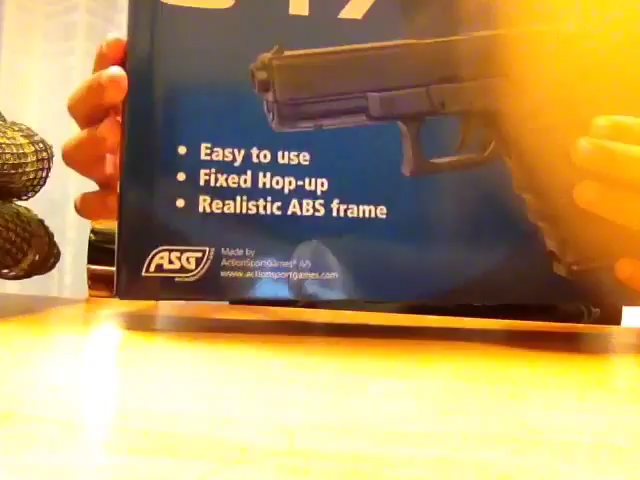 • Easy to use
• Fixed Hop-up
• Realistic ABS frame
ASG
Made by
ActionSportGames® A/S
www.actionsportgames.com